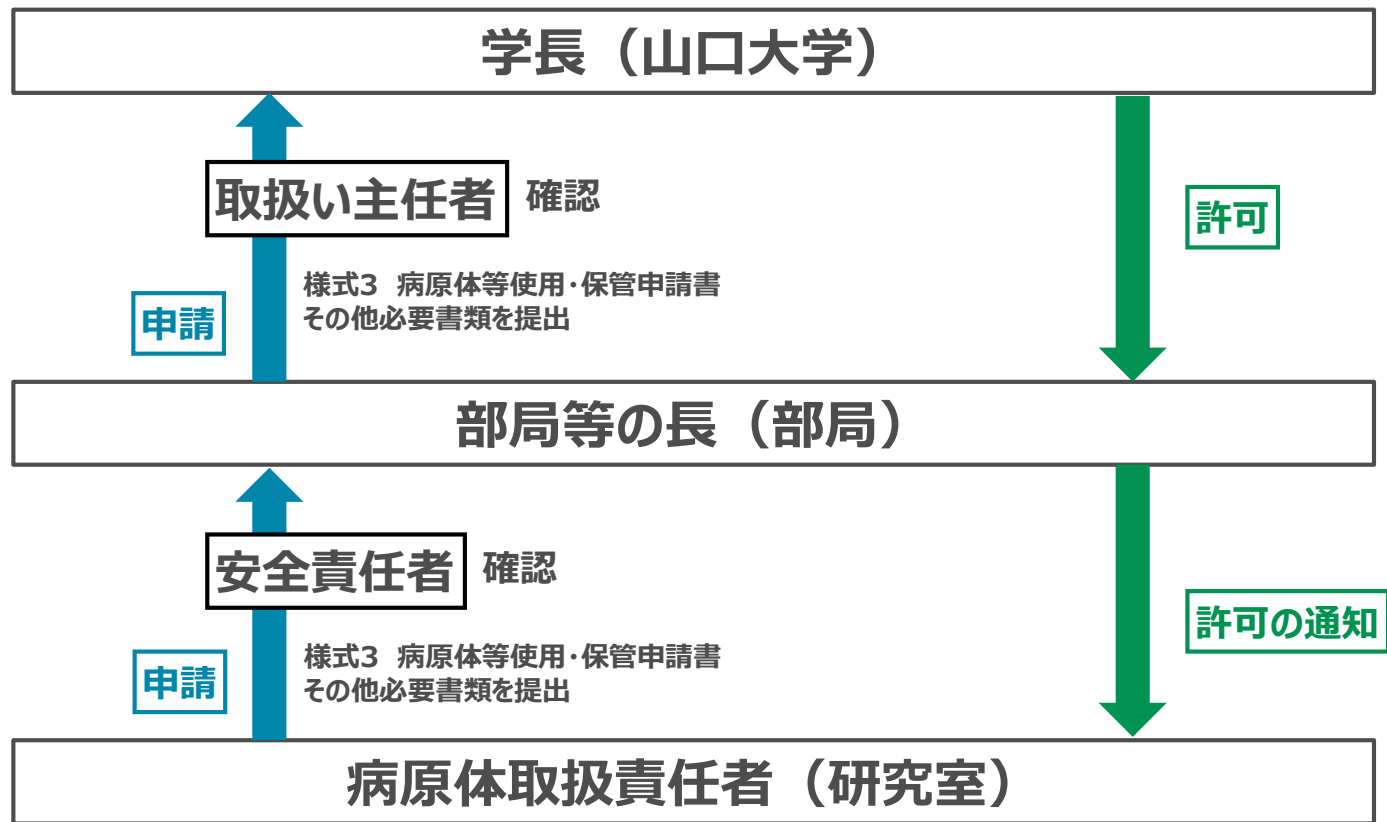 学長（山口大学）
取扱い主任者
確認
許可
様式3 病原体等使用･保管申請書
その他必要書類を提出
申請
部局等の長（部局）
安全責任者
確認
許可の通知
様式3 病原体等使用･保管申請書
その他必要書類を提出
申請
病原体取扱責任者（研究室）